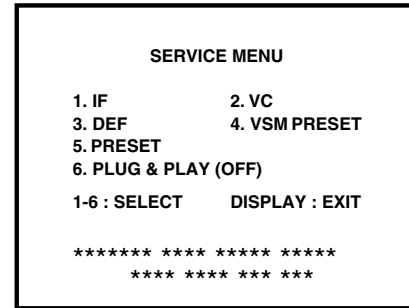 SERVICE MENU
1. IF 2. VC
3. DEF 4. VSM PRESET
5. PRESET
6. PLUG & PLAY (OFF)
1-6 : SELECT DISPLAY : EXIT
******* **** ***** *****
**** **** *** ***